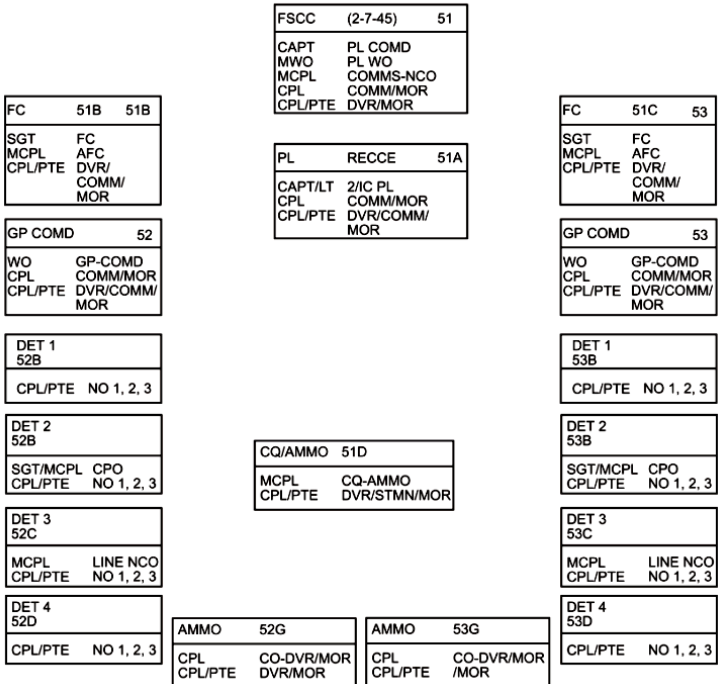 FSCC (2-7-45) 51
CAPT PL COMD
MWO PL WO
MCPL COMMS-NCO
CPL COMM/MOR
CPL/PTE DVR/MOR
FC 51B 51B
SGT FC
MCPL AFC
CPL/PTE DVR/
COMM/
MOR
FC 51C 53
SGT FC
MCPL AFC
CPL/PTE DVR/
COMM/
MOR
PL RECCE 51A
CAPT/LT 2/IC PL
CPL COMM/MOR
CPL/PTE DVR/COMM/
MOR
GP COMD 52
WO GP-COMD
CPL COMM/MOR
CPL/PTE DVR/COMM/
MOR
GP COMD 53
WO GP-COMD
CPL COMM/MOR
CPL/PTE DVR/COMM/
MOR
DET 1
52B
CPL/PTE NO 1, 2, 3
DET 1
53B
CPL/PTE NO 1, 2, 3
DET 2
52B
SGT/MCPL CPO
CPL/PTE NO 1, 2, 3
CQ/AMMO 51D
MCPL CQ-AMMO
CPL/PTE DVR/STMN/MOR
DET 2
53B
SGT/MCPL CPO
CPL/PTE NO 1, 2, 3
DET 3
52C
MCPL LINE NCO
CPL/PTE NO 1, 2, 3
DET 3
53C
MCPL LINE NCO
CPL/PTE NO 1, 2, 3
DET 4
52D
CPL/PTE NO 1, 2, 3
AMMO 52G
CPL CO-DVR/MOR
CPL/PTE DVR/MOR
AMMO 53G
CPL CO-DVR/MOR
CPL/PTE /MOR
DET 4
53D
CPL/PTE NO 1, 2, 3